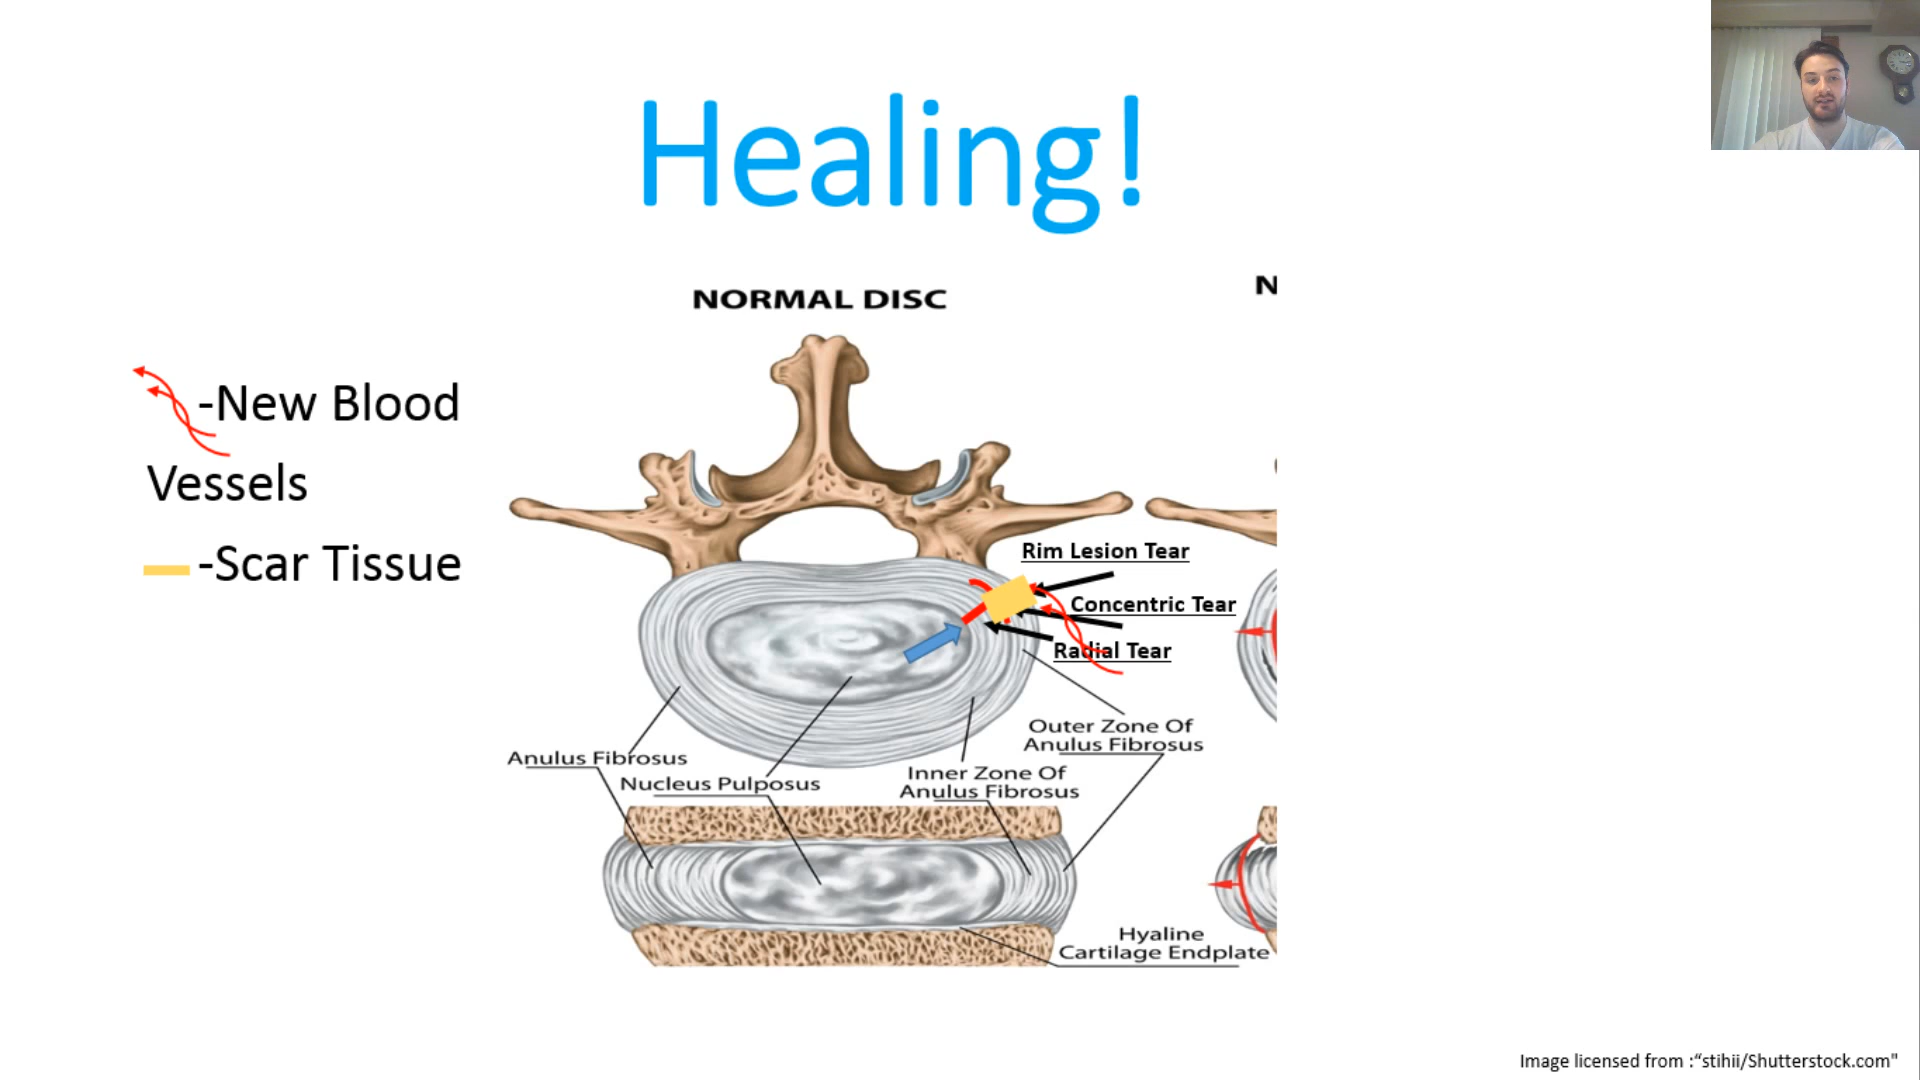 Healing!
NORMAL DISC
N
-New Blood
Vessels
-Scar Tissue
Rim Lesion Tear
Concentric Tear
Radial Tear
Outer Zone Of
Anulus Fibrosus
Anulus Fibrosus
Nucleus Pulposus
Inner Zone Of
Anulus Fibrosus
Hyaline
Cartilage Endplate
Image licensed from :“stihii/Shutterstock.com"